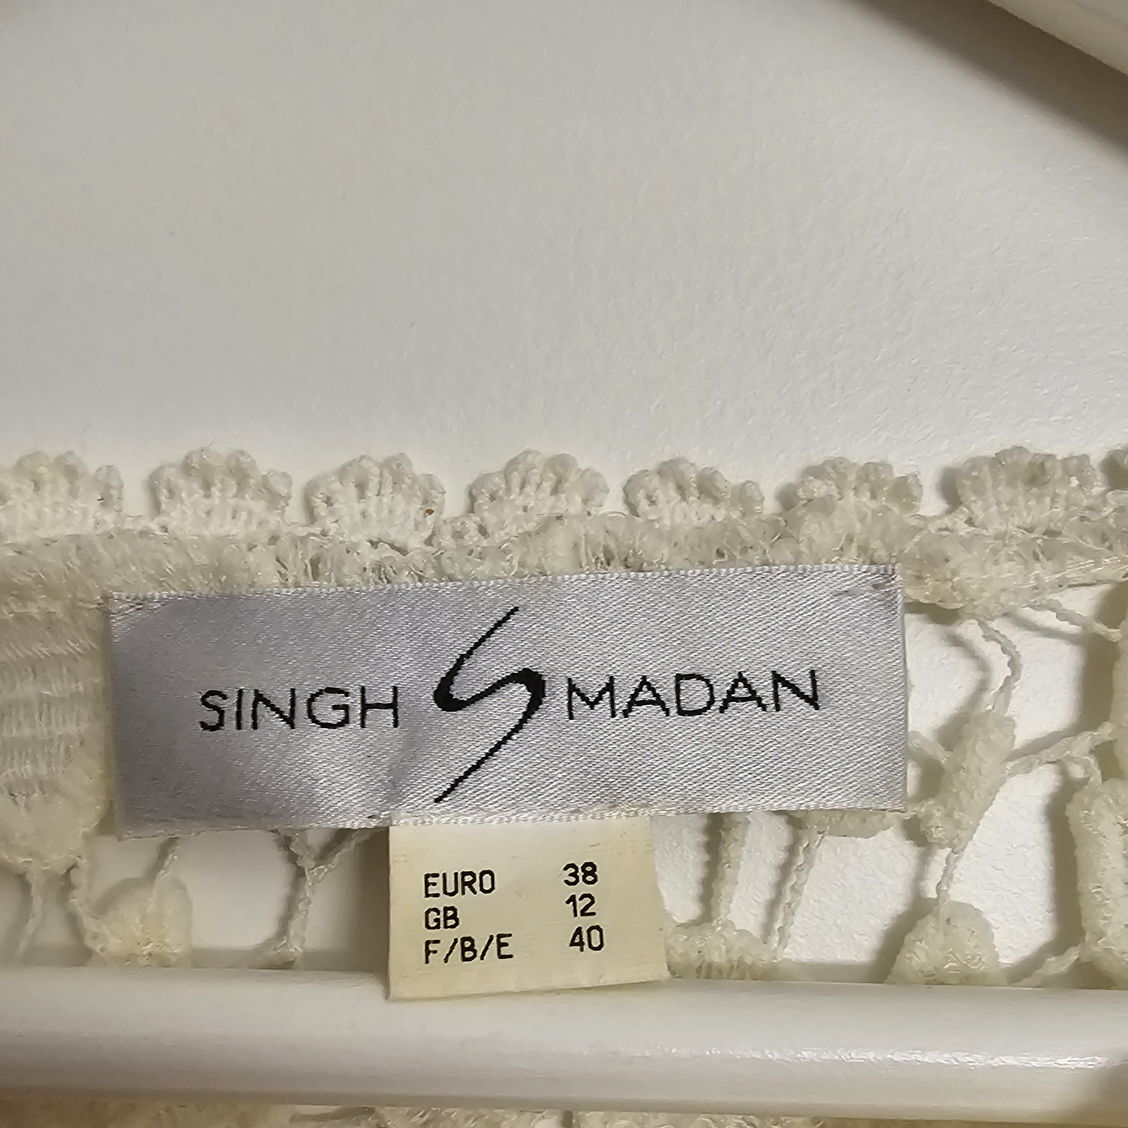 SINGH MADAN
EURO 38
GB 12
F/B/E 40